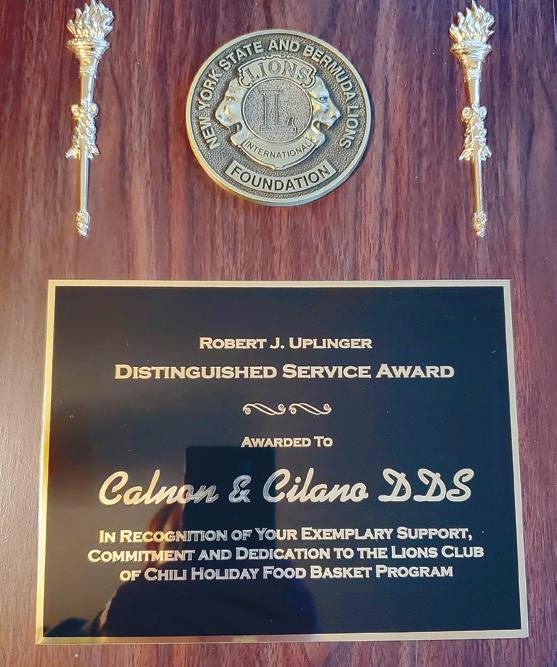 NEW YORK STATE AND BERMUDA LIONS
LIONS
L
INTERNATIONAL
FOUNDATION
ROBERT J. UPLINGER
DISTINGUISHED SERVICE AWARD
AWARDED TO
Calnon & Cilano DDS
IN RECOGNITION OF YOUR EXEMPLARY SUPPORT,
COMMITMENT AND DEDICATION TO THE LIONS CLUB
OF CHILI HOLIDAY FOOD BASKET PROGRAM